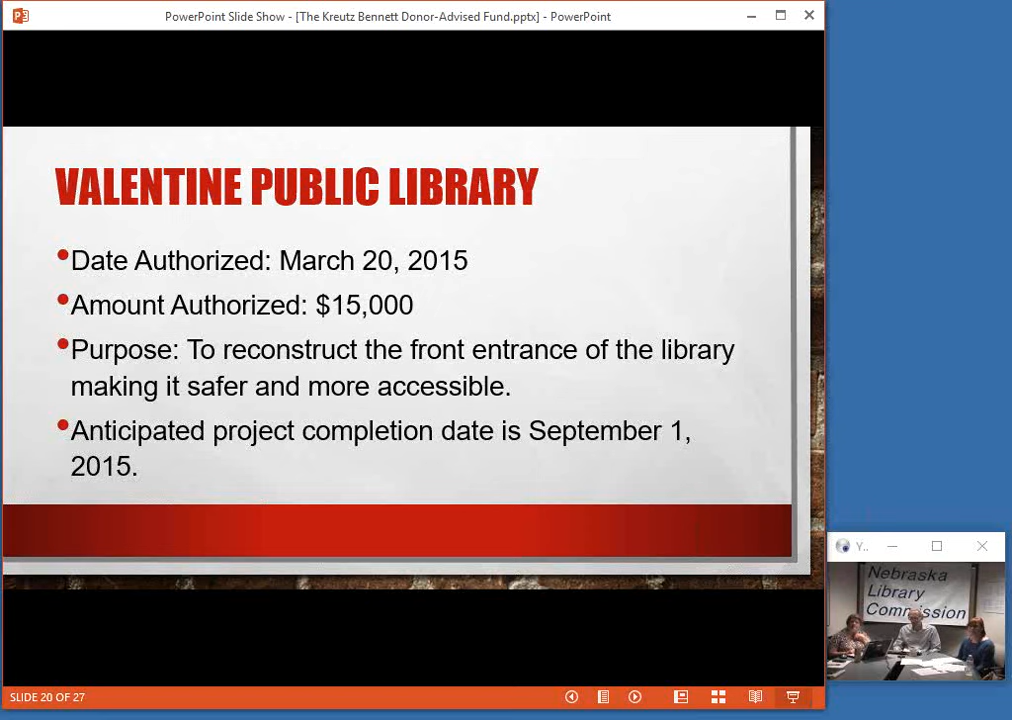 PowerPoint Slide Show - [The Kreutz Bennett Donor-Advised Fund.pptx] - PowerPoint
VALENTINE PUBLIC LIBRARY
•Date Authorized: March 20, 2015
•Amount Authorized: $15,000
•Purpose: To reconstruct the front entrance of the library
making it safer and more accessible.
•Anticipated project completion date is September 1,
2015.
Y..
Nebraska
Library
Commission
SLIDE 20 OF 27